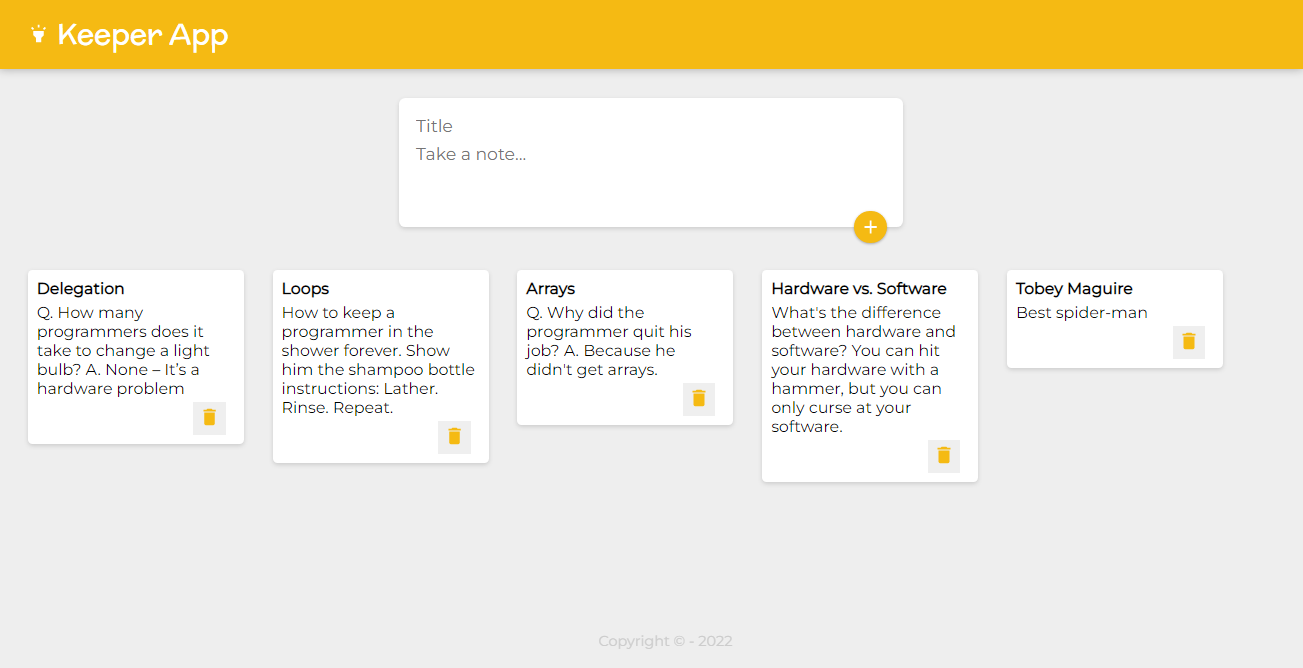 Keeper App
Title
Take a note...
Delegation
Q. How many
programmers does it
take to change a light
bulb? A. None – It’s a
hardware problem
Loops
How to keep a
programmer in the
shower forever. Show
him the shampoo bottle
instructions: Lather.
Rinse. Repeat.
Arrays
Q. Why did the
programmer quit his
job? A. Because he
didn't get arrays.
Hardware vs. Software
What's the difference
between hardware and
software? You can hit
your hardware with a
hammer, but you can
only curse at your
software.
Tobey Maguire
Best spider-man
Copyright © - 2022